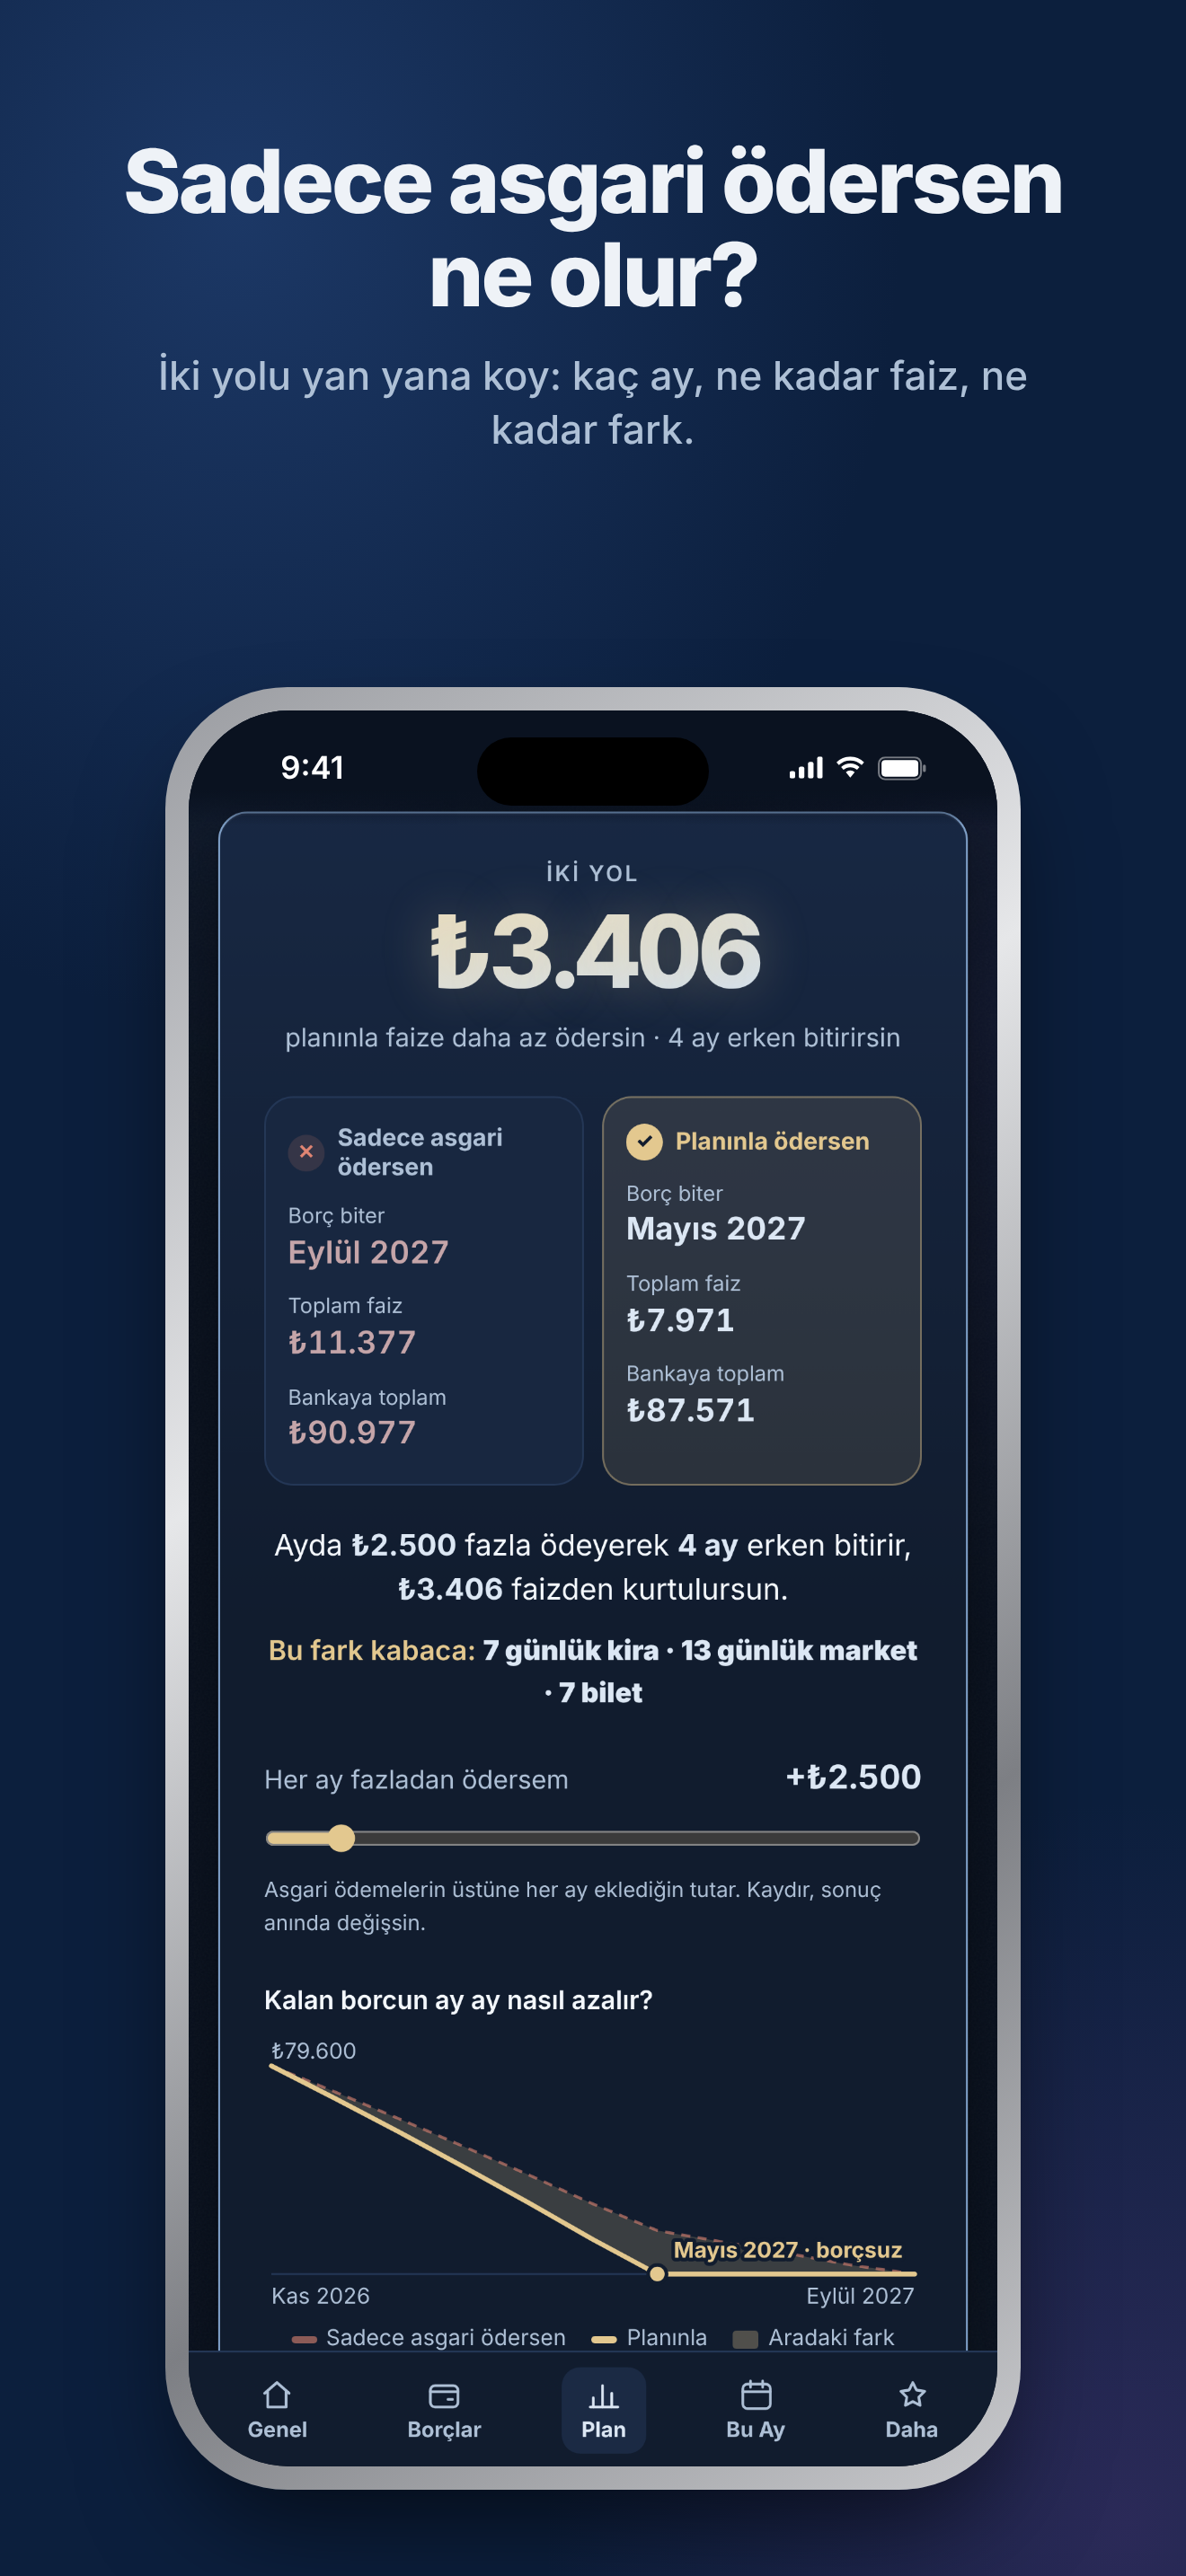 Sadece asgari ödersen
ne olur?
İki yolu yan yana koy: kaç ay, ne kadar faiz, ne
kadar fark.
9:41
İKİ YOL
₺3.406
planınla faize daha az ödersin · 4 ay erken bitirirsin
Sadece asgari
ödersen
Borç biter
Eylül 2027
Toplam faiz
₺11.377
Bankaya toplam
₺90.977
Planınla ödersen
Borç biter
Mayıs 2027
Toplam faiz
₺7.971
Bankaya toplam
₺87.571
Ayda ₺2.500 fazla ödeyerek 4 ay erken bitirir,
₺3.406 faizden kurtulursun.
Bu fark kabaca: 7 günlük kira · 13 günlük market
· 7 bilet
Her ay fazladan ödersem +₺2.500
Asgari ödemelerin üstüne her ay eklediğin tutar. Kaydır, sonuç
anında değişsin.
Kalan borcun ay ay nasıl azalır?
₺79.600
Mayıs 2027 · borçsuz
Kas 2026 Eylül 2027
Sadece asgari ödersen Planınla Aradaki fark
Genel Borçlar Plan Bu Ay Daha